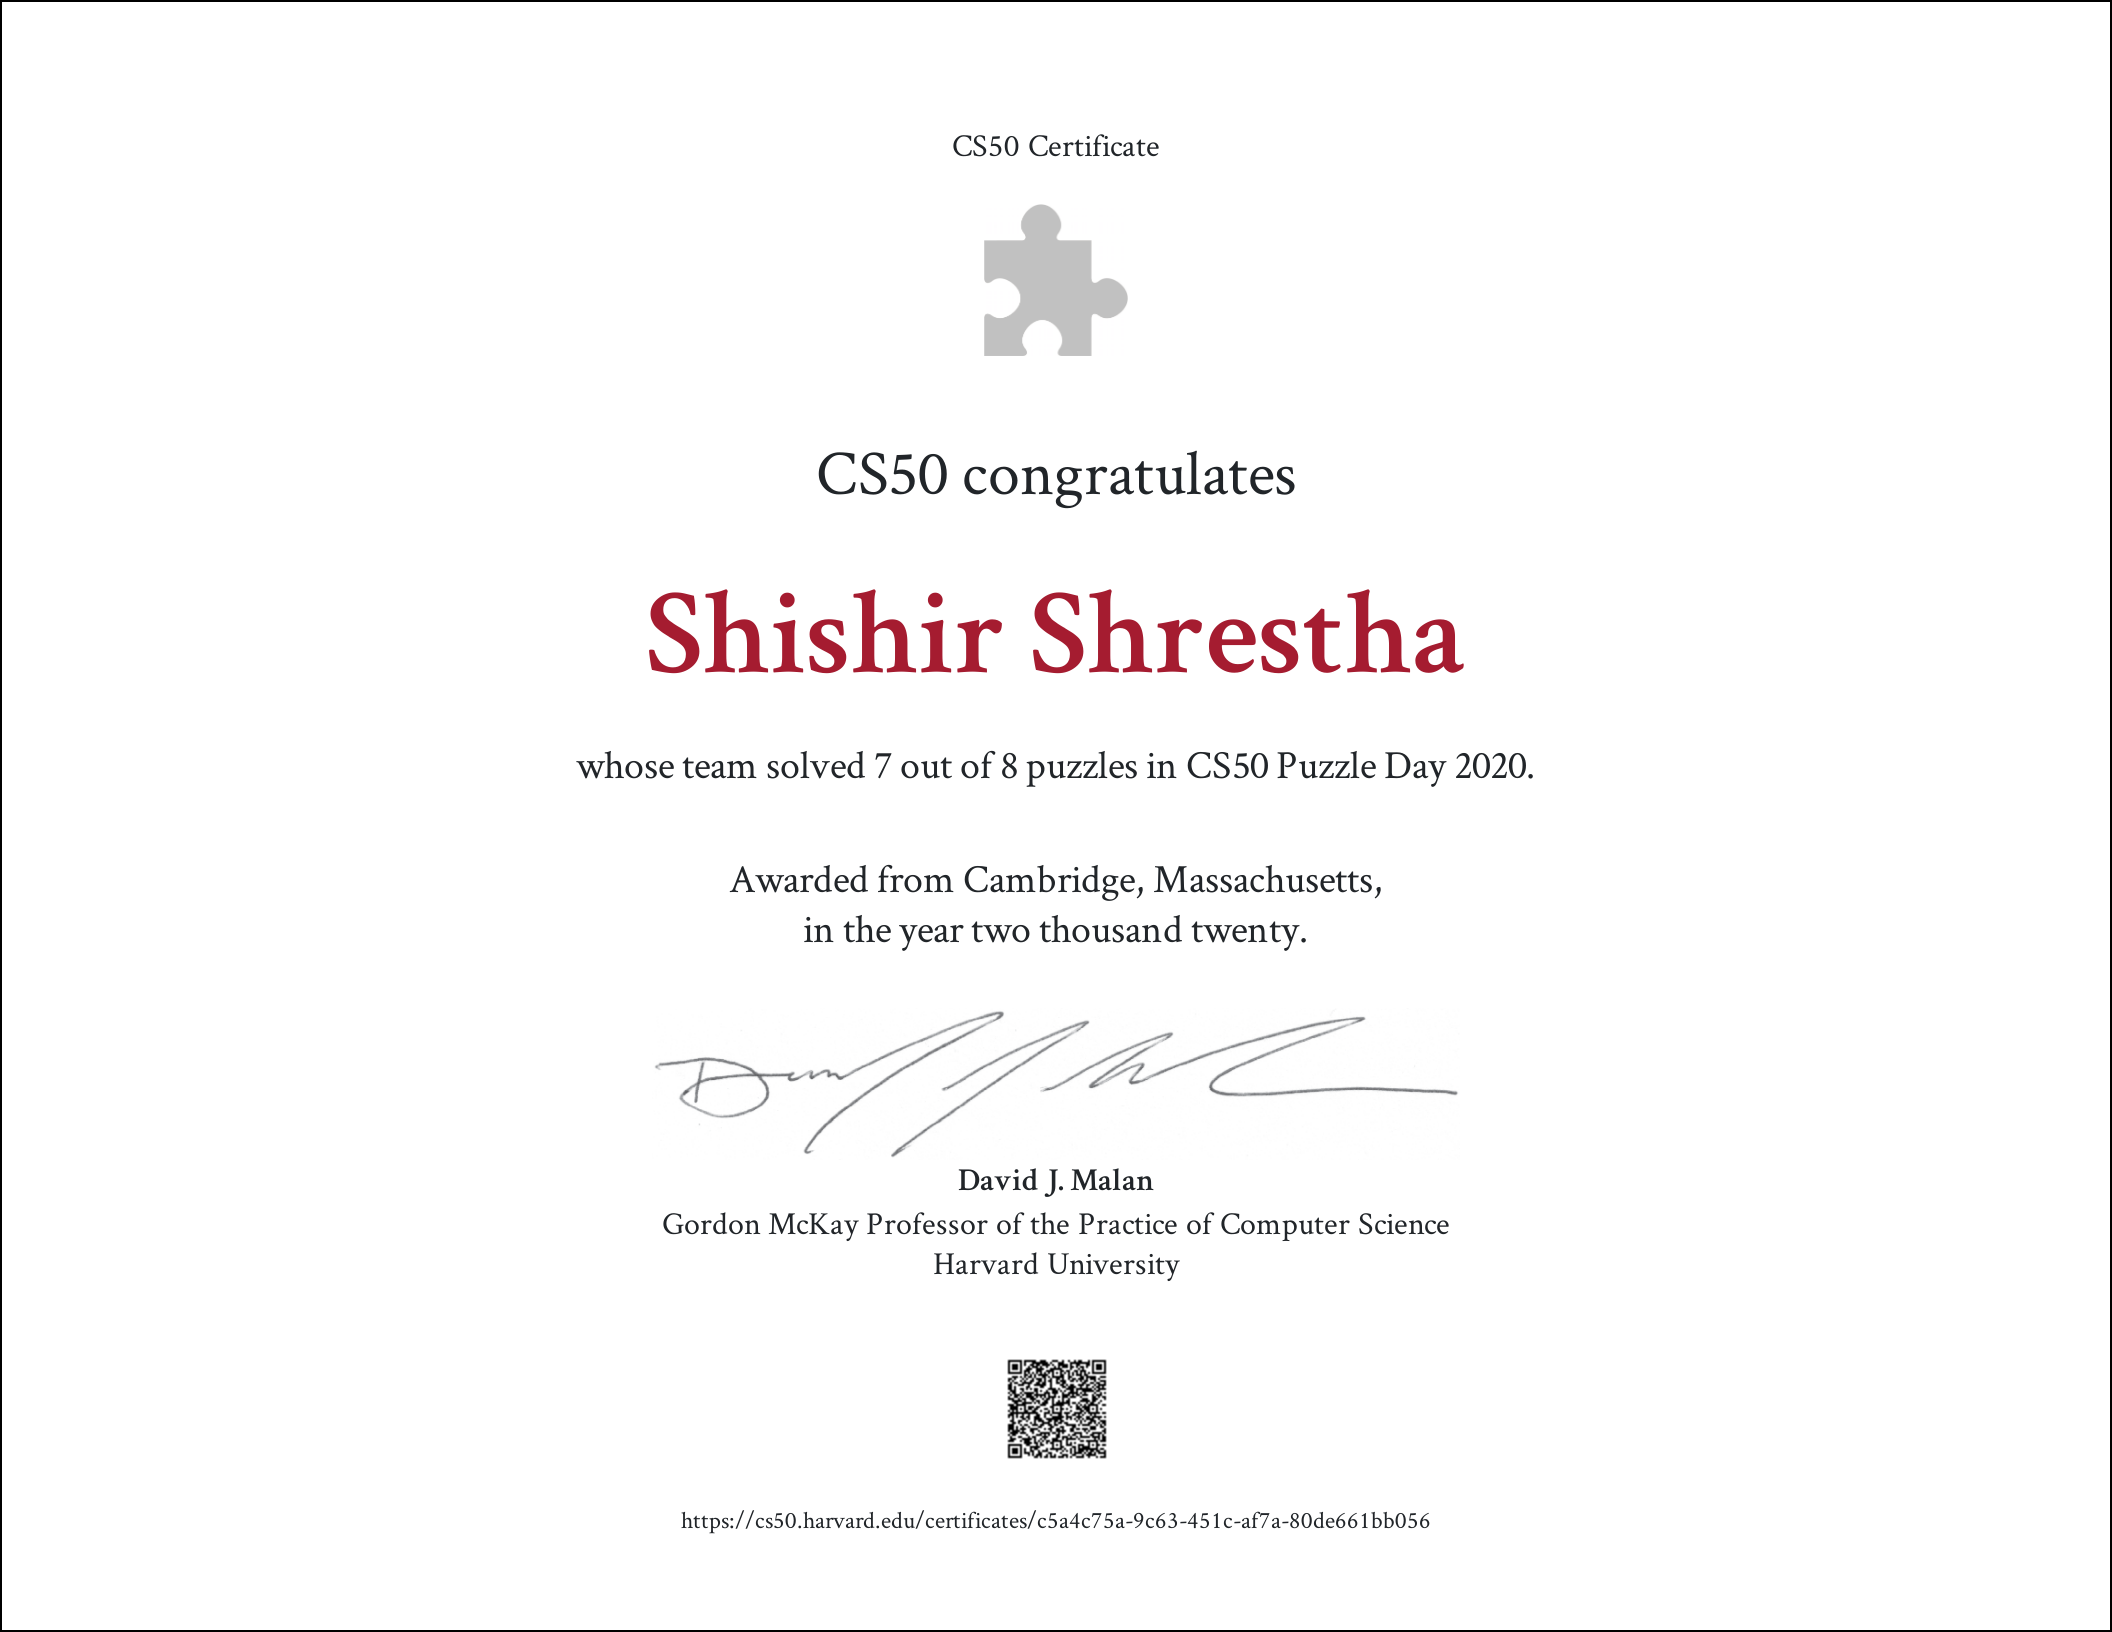 CS50 Certificate
CS50 congratulates
Shishir Shrestha
whose team solved 7 out of 8 puzzles in CS50 Puzzle Day 2020.
Awarded from Cambridge, Massachusetts,
in the year two thousand twenty.
David J. Malan
Gordon McKay Professor of the Practice of Computer Science
Harvard University
https://cs50.harvard.edu/certificates/c5a4c75a-9c63-451c-af7a-80de661bb056